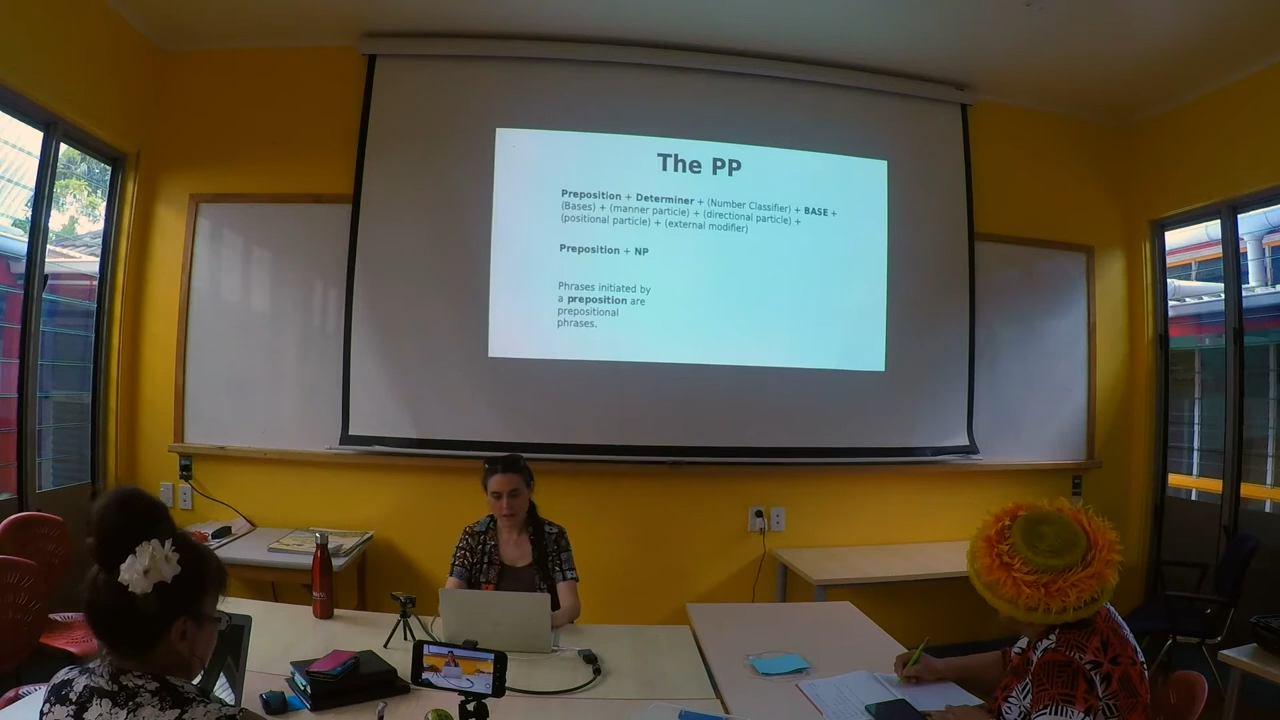 The PP
Preposition + Determiner + (Number Classifier) + BASE +
(Bases) + (manner particle) + (directional particle) +
(positional particle) + (external modifier)
Preposition + NP
Phrases initiated by
a preposition are
prepositional
phrases.